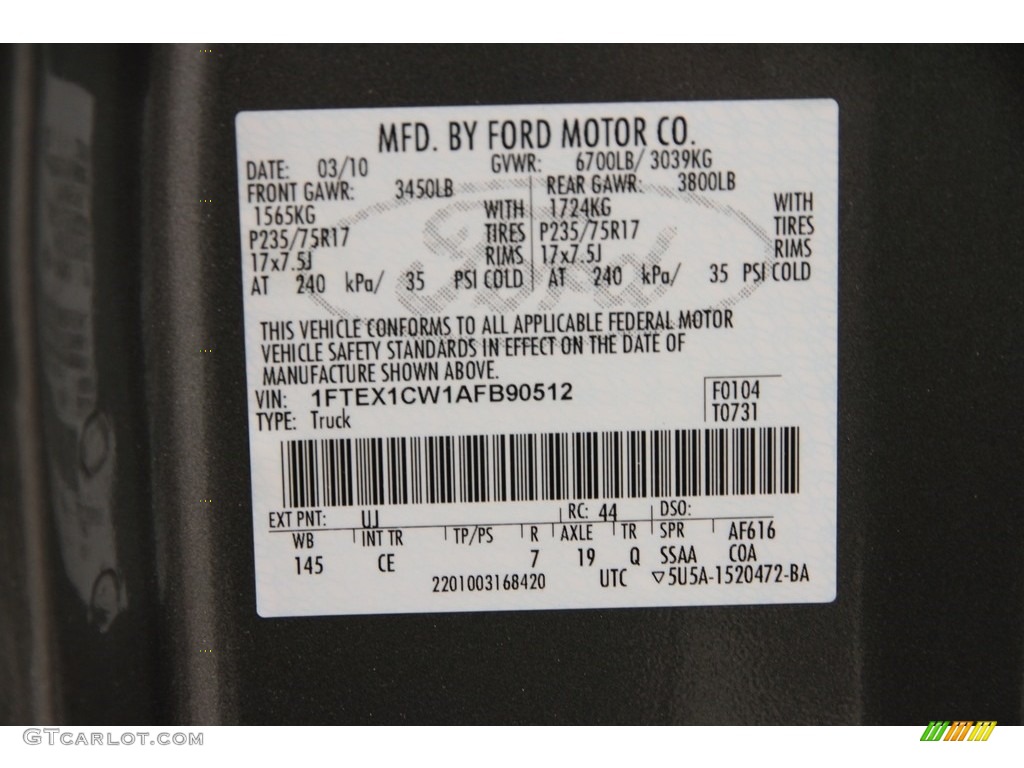 MFD. BY FORD MOTOR CO.
DATE: 03/10 GVWR: 6700LB/ 3039KG
FRONT GAWR: 3450LB REAR GAWR: 3800LB
1565KG WITH 1724KG WITH
P235/75R17 TIRES P235/75R17 TIRES
17x7.5J RIMS 17x7.5J RIMS
AT 240 kPa/ 35 PSI COLD AT 240 kPa/ 35 PSI COLD
Ford
THIS VEHICLE CONFORMS TO ALL APPLICABLE FEDERAL MOTOR
VEHICLE SAFETY STANDARDS IN EFFECT ON THE DATE OF
MANUFACTURE SHOWN ABOVE.
VIN: 1FTEX1CW1AFB90512 F0104
TYPE: Truck T0731
EXT PNT: UJ RC: 44 DSO:
WB INT TR TP/PS R AXLE TR SPR AF616
145 CE 7 19 Q SSAA COA
2201003168420 UTC ▽5U5A-1520472-BA
GTCarlot.com